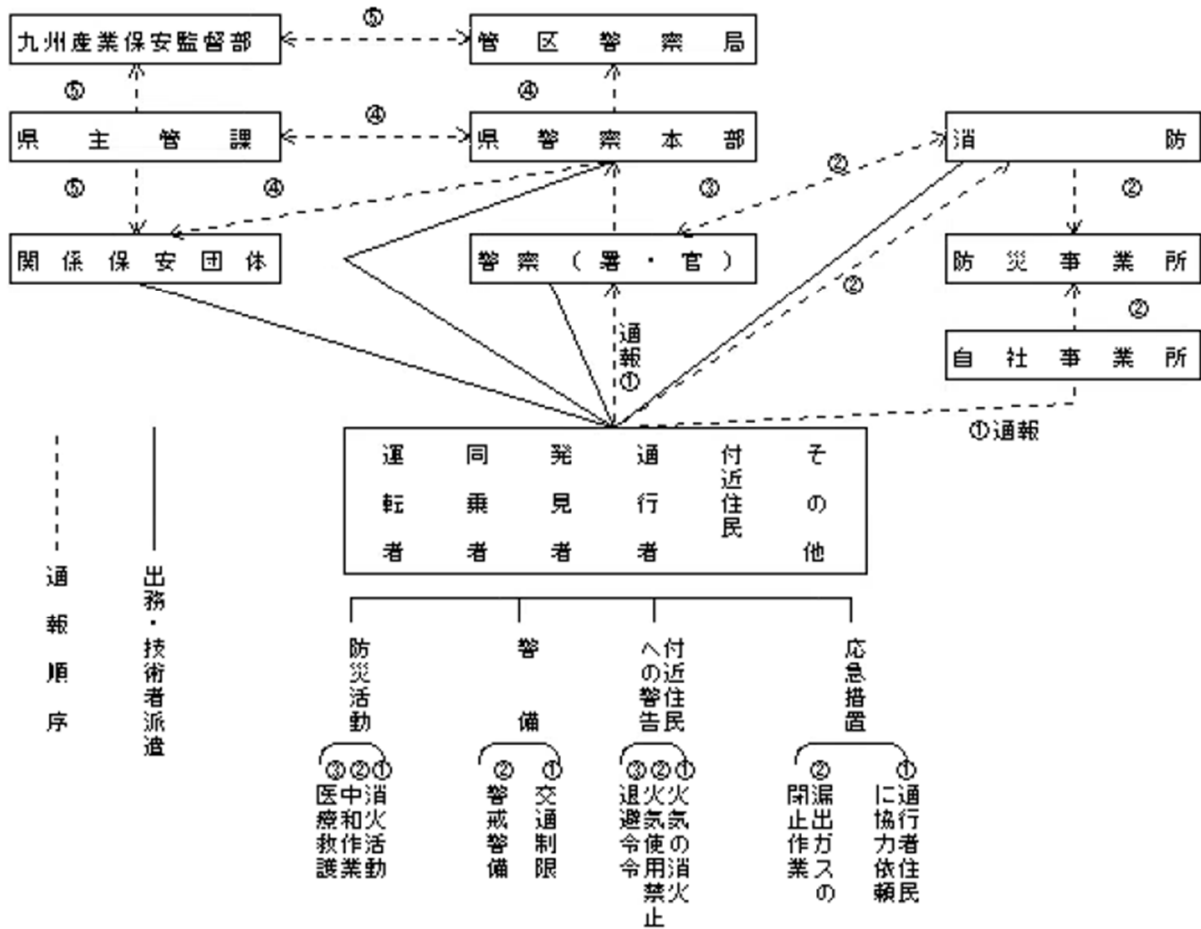 九州産業保安監督部
⑤
管区警察局
⑤
④
県主管課
④
県警察本部
消防
⑤
④
③
②
②
関係保安団体
警察（署・官）
②
防災事業所
通報①
②
自社事業所
①通報
運転者
同乗者
発見者
通行者
付近住民
その他
通報順序
出務・技術者派遣
防災活動
①消火活動
②中和作業
③医療救護
警備
①交通制限
②警戒警備
付近住民
への警告
①火気の消火
②火気使用禁止
③退避命令
応急措置
①通行者住民
に協力依頼
②漏出ガスの
閉止作業